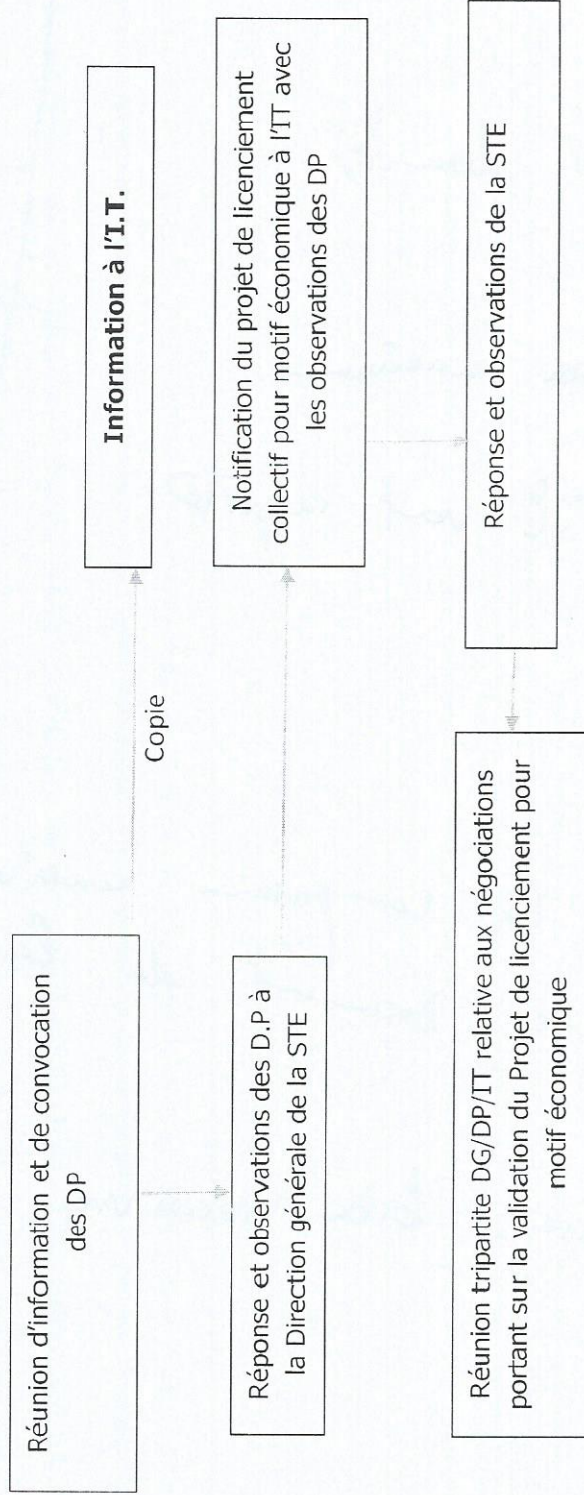 Réunion d'information et de convocation
des DP
Copie
Information à l'I.T.
Réponse et observations des D.P à
la Direction générale de la STE
Notification du projet de licenciement
collectif pour motif économique à l'IT avec
les observations des DP
Réunion tripartite DG/DP/IT relative aux négociations
portant sur la validation du Projet de licenciement pour
motif économique
Réponse et observations de la STE